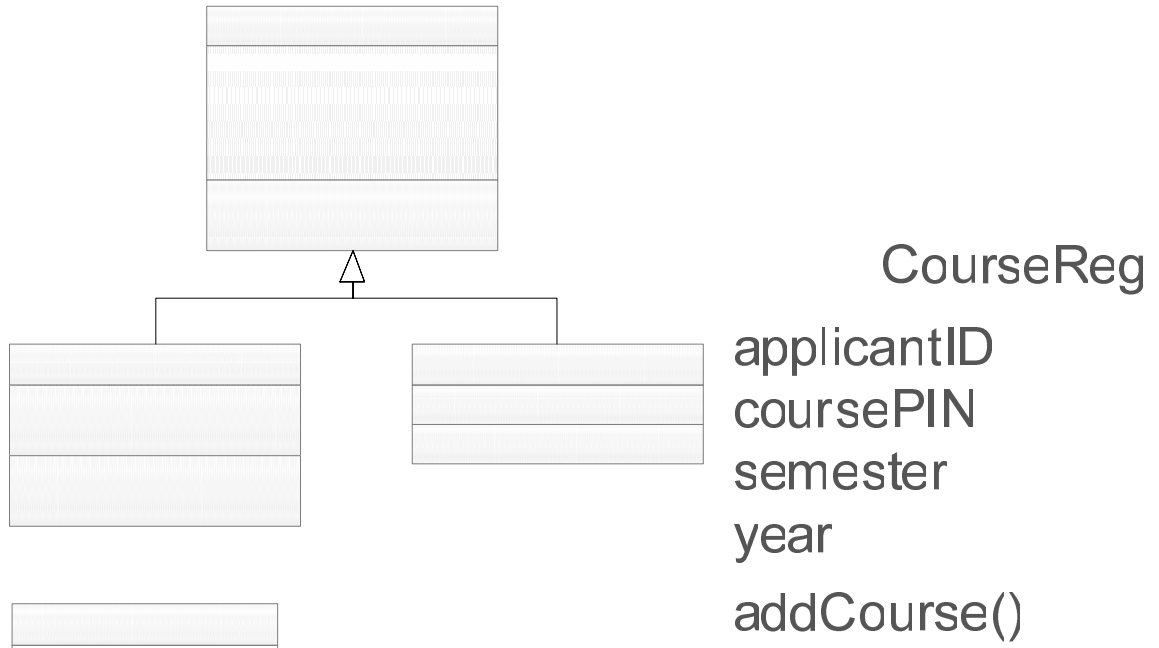 CourseReg
applicantID
coursePIN
semester
year
addCourse()